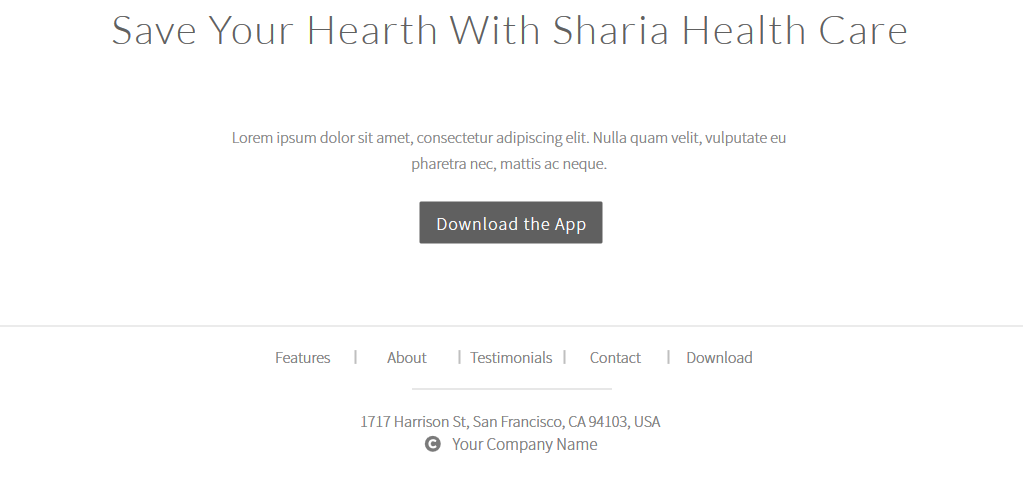 Save Your Hearth With Sharia Health Care
Lorem ipsum dolor sit amet, consectetur adipiscing elit. Nulla quam velit, vulputate eu
pharetra nec, mattis ac neque.
Download the App
Features | About | Testimonials | Contact | Download
1717 Harrison St, San Francisco, CA 94103, USA
© Your Company Name